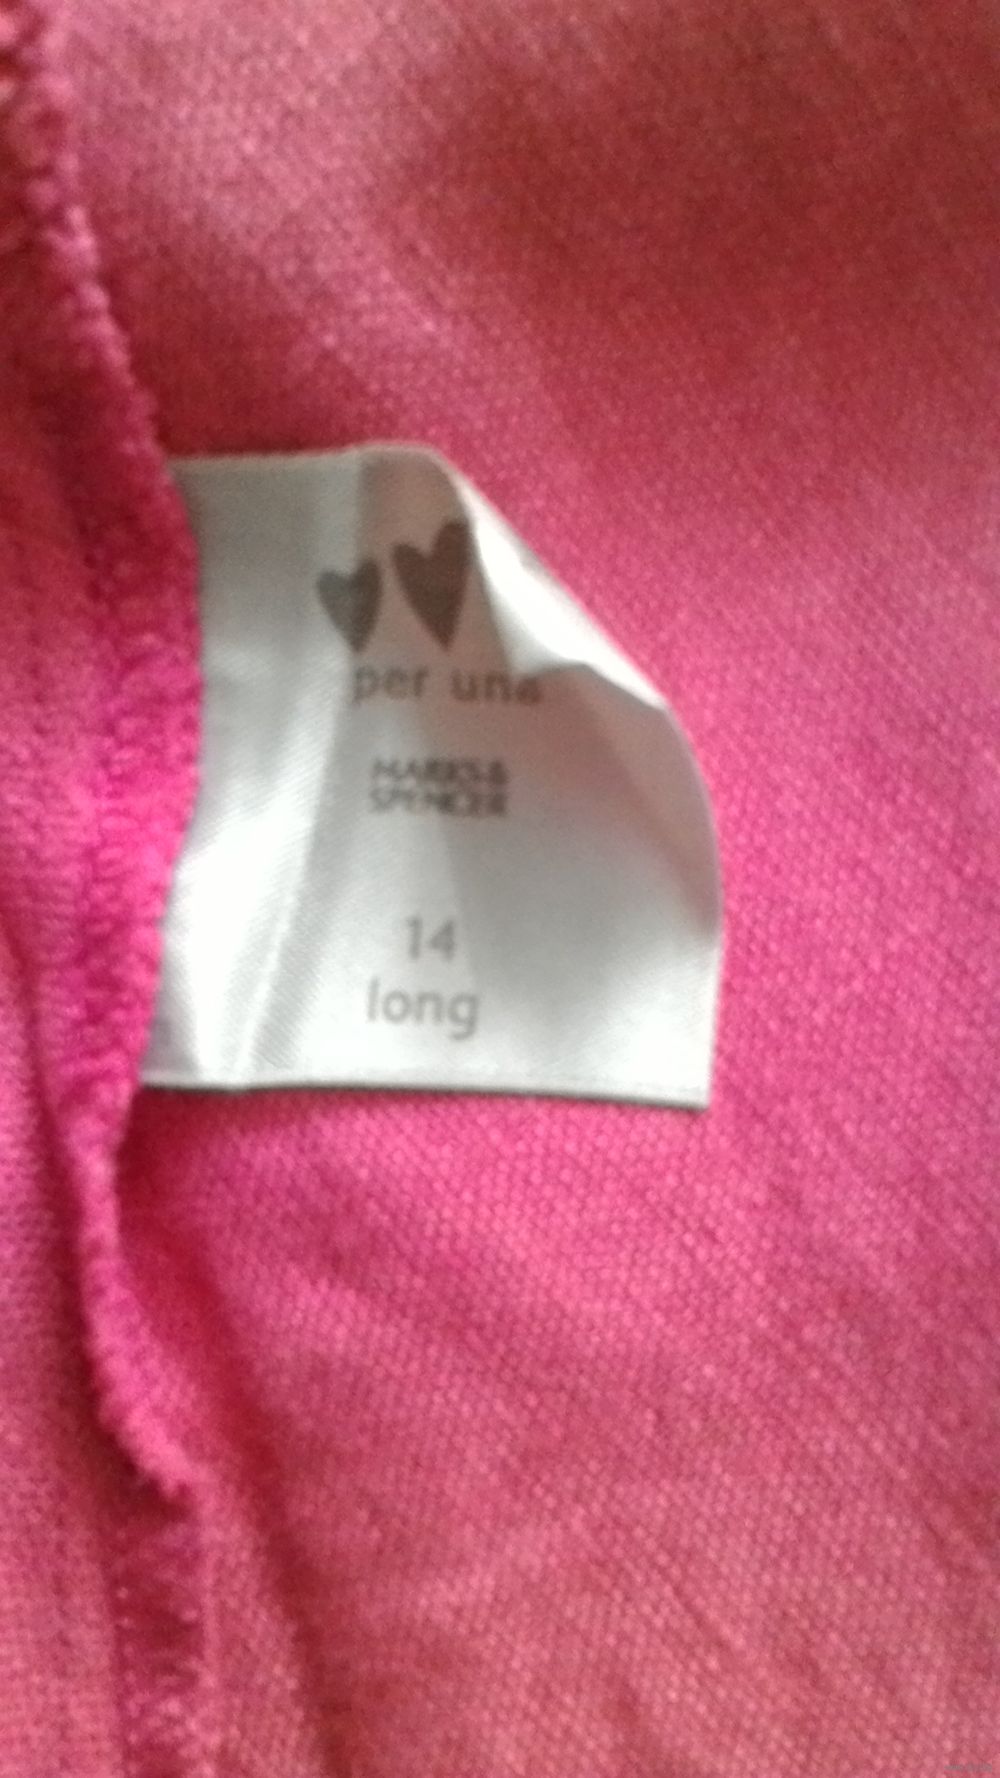 per una
MARKS &
SPENCER
14
long